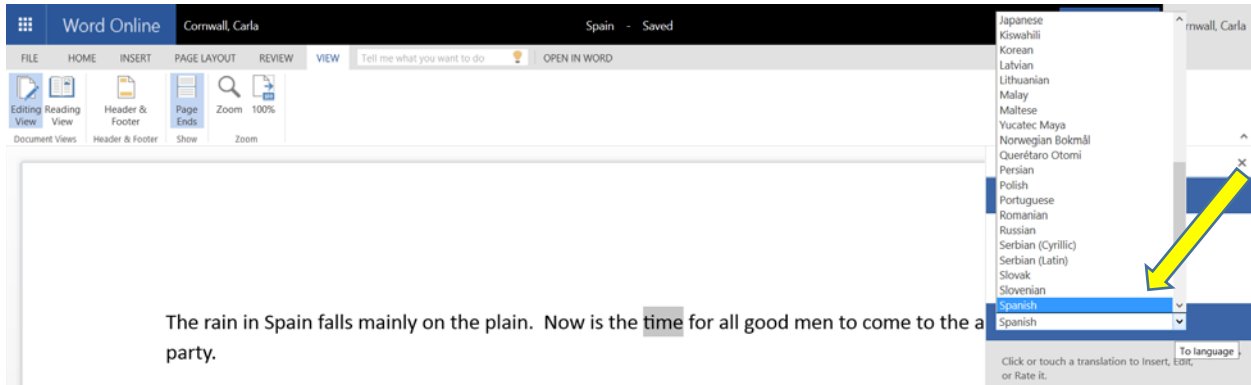 Word Online Cornwall, Carla Spain - Saved rnwall, Carla
FILE HOME INSERT PAGE LAYOUT REVIEW VIEW Tell me what you want to do OPEN IN WORD
Editing View
Reading View
Header & Footer
Page Ends
Zoom
100%
Document Views Header & Footer Show Zoom
Japanese
Kiswahili
Korean
Latvian
Lithuanian
Malay
Maltese
Yucatec Maya
Norwegian Bokmål
Querétaro Otomi
Persian
Polish
Portuguese
Romanian
Russian
Serbian (Cyrillic)
Serbian (Latin)
Slovak
Slovenian
Spanish
Spanish
To language
Click or touch a translation to Insert, Edit,
or Rate it.
The rain in Spain falls mainly on the plain. Now is the time for all good men to come to the a
party.